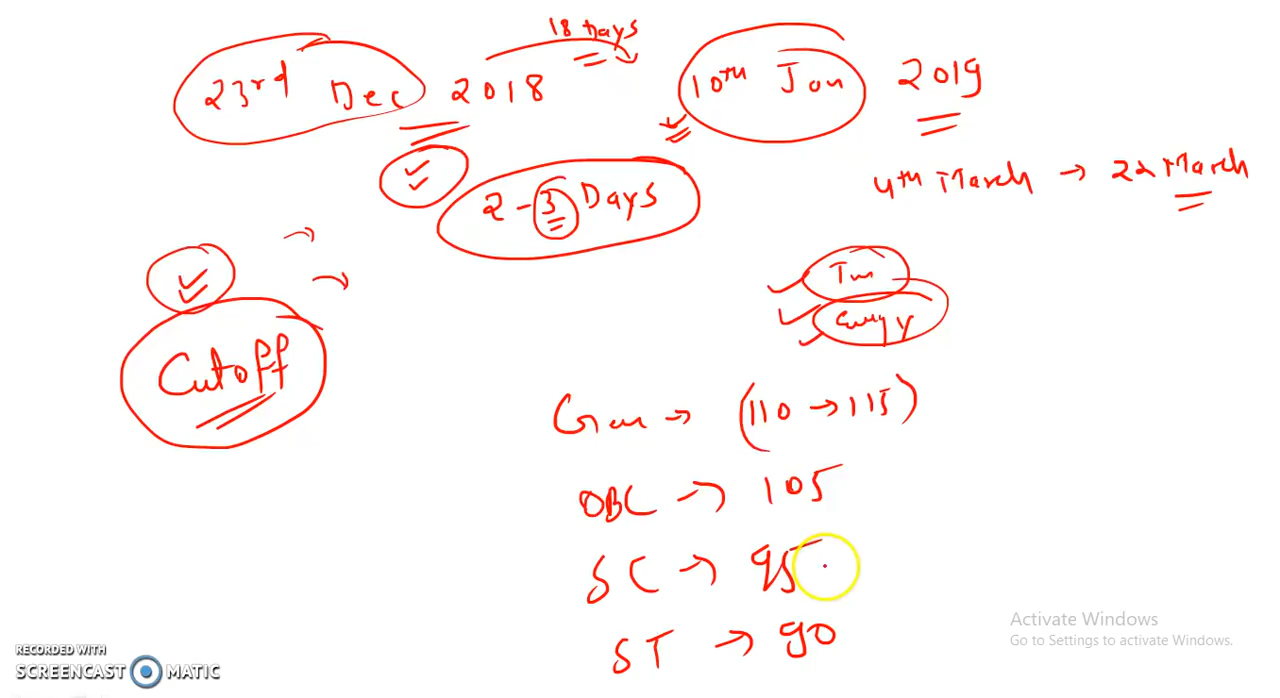 18 Days
23rd Dec 2018 10th Jan 2019
4th March → 22 March
2-3 Days
Cutoff
Gen → (110 → 115)
OBC → 105
SC → 95
ST → 90
Activate Windows
Go to Settings to activate Windows.
RECORDED WITH
SCREENCAST MATIC